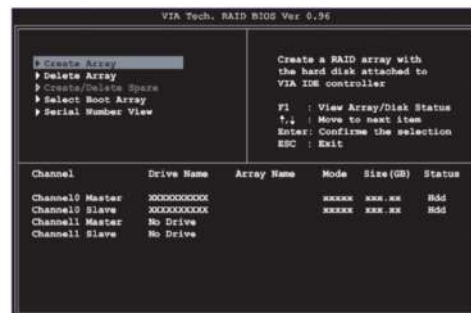 VIA Tech. RAID BIOS Ver 0.96
Create Array
Delete Array
Create/Delete Spare
Select Boot Array
Serial Number View
Create a RAID array with
the hard disk attached to
VIA IDE controller
F1 : View Array/Disk Status
↑,↓ : Move to next item
Enter: Confirme the selection
ESC : Exit
Channel Drive Name Array Name Mode Size(GB) Status
Channel0 Master XXXXXXXXXXX xxxxx xxx.xx Hdd
Channel0 Slave XXXXXXXXXXX xxxxx xxx.xx Hdd
Channel1 Master No Drive
Channel1 Slave No Drive